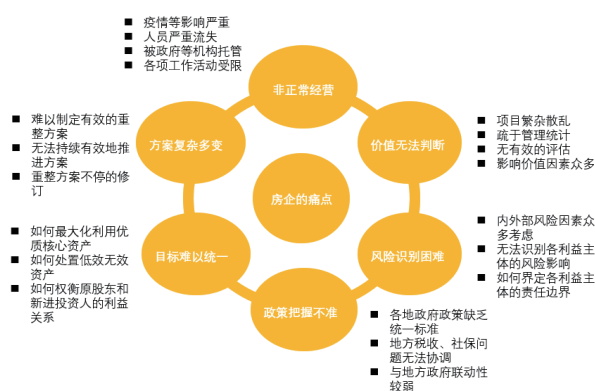 疫情等影响严重
人员严重流失
被政府等机构托管
各项工作活动受限
非正常经营
项目繁杂散乱
疏于管理统计
无有效的评估
影响价值因素众多
价值无法判断
内外部风险因素众
多考虑
无法识别各利益主
体的风险影响
如何界定各利益主
体的责任边界
风险识别困难
各地政府政策缺乏
统一标准
地方税收、社保问
题无法协调
与地方政府联动性
较弱
政策把握不准
如何最大化利用优
质核心资产
如何处置低效无效
资产
如何权衡原股东和
新进投资人的利益
关系
目标难以统一
难以制定有效的重
整方案
无法持续有效地推
进方案
重整方案不停的修
订
方案复杂多变
房企的痛点